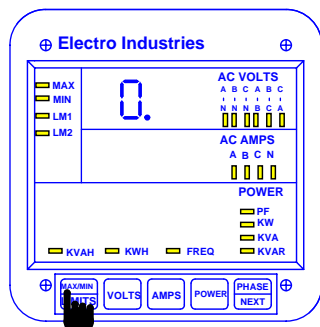 Electro Industries
MAX
MIN
LM1
LM2
0.
AC VOLTS
A B C A B C
- - - - - -
N N N B C A
AC AMPS
A B C N
POWER
PF
KW
KVA
KVAR
KVAH KWH FREQ
MAX/MIN
LIMITS
VOLTS
AMPS
POWER
PHASE
NEXT